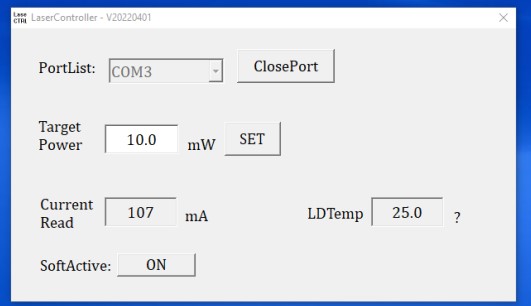 Lase
CTRL
LaserController - V20220401
PortList: COM3 ClosePort
Target
Power 10.0 mW SET
Current
Read 107 mA LDTemp 25.0 ?
SoftActive: ON